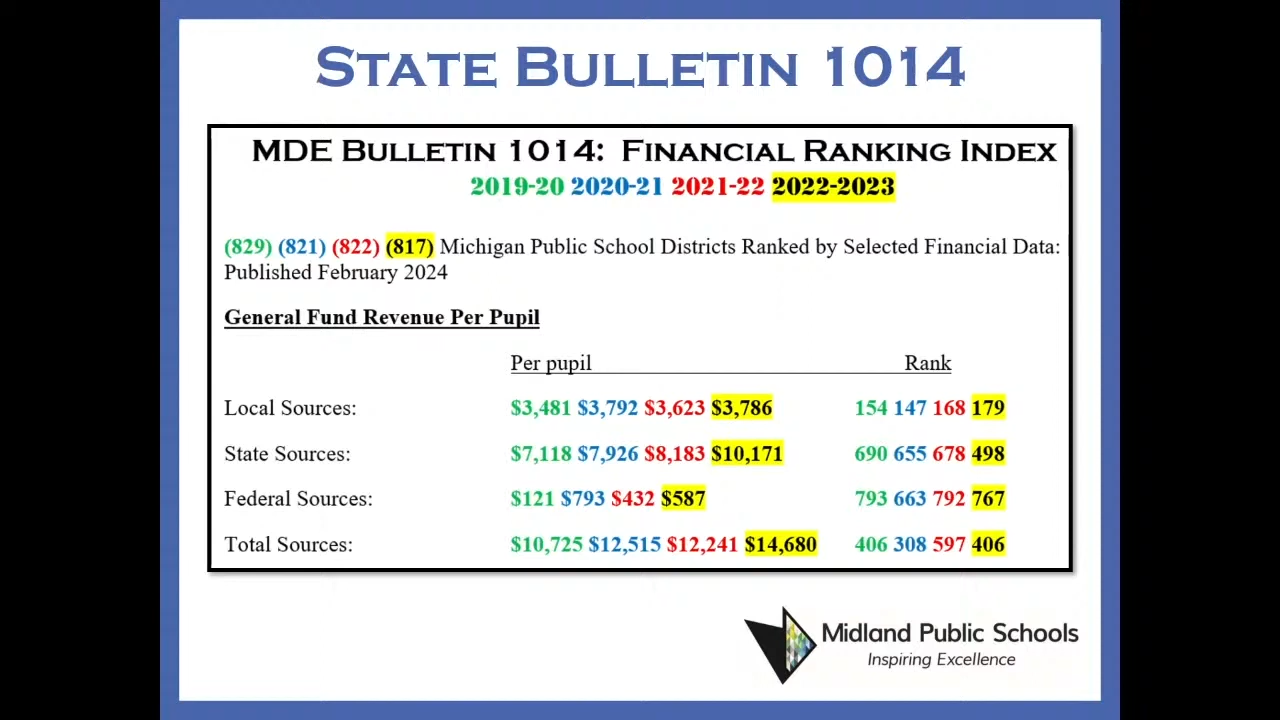 STATE BULLETIN 1014
MDE BULLETIN 1014: FINANCIAL RANKING INDEX
2019-20 2020-21 2021-22 2022-2023
(829) (821) (822) (817) Michigan Public School Districts Ranked by Selected Financial Data:
Published February 2024
General Fund Revenue Per Pupil
Per pupil Rank
Local Sources: $3,481 $3,792 $3,623 $3,786 154 147 168 179
State Sources: $7,118 $7,926 $8,183 $10,171 690 655 678 498
Federal Sources: $121 $793 $432 $587 793 663 792 767
Total Sources: $10,725 $12,515 $12,241 $14,680 406 308 597 406
Midland Public Schools
Inspiring Excellence